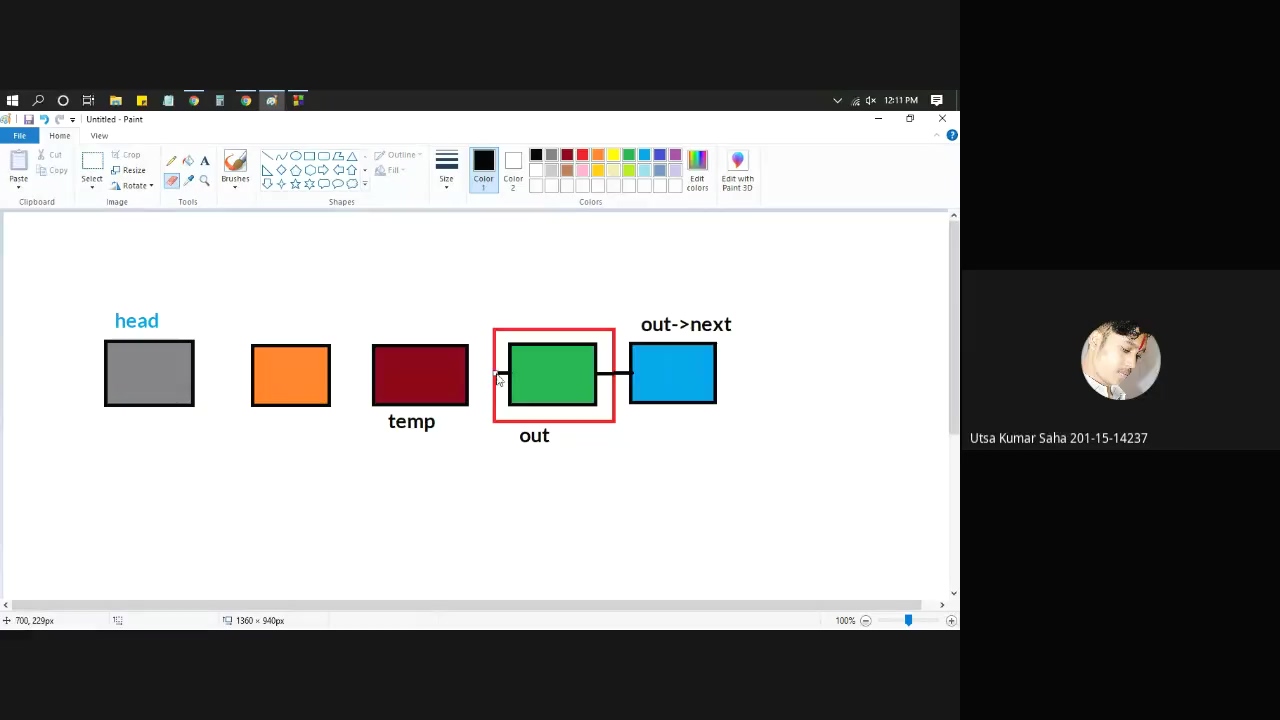 12:11 PM
Untitled - Paint
File Home View
Paste
Cut
Copy
Clipboard
Select
Crop
Resize
Rotate
Image
Tools
Brushes
Shapes
Outline
Fill
Size
Color 1
Color 2
Colors
Edit colors
Edit with Paint 3D
head
out->next
temp
out
Utsa Kumar Saha 201-15-14237
700, 229px
1360 × 940px
100%